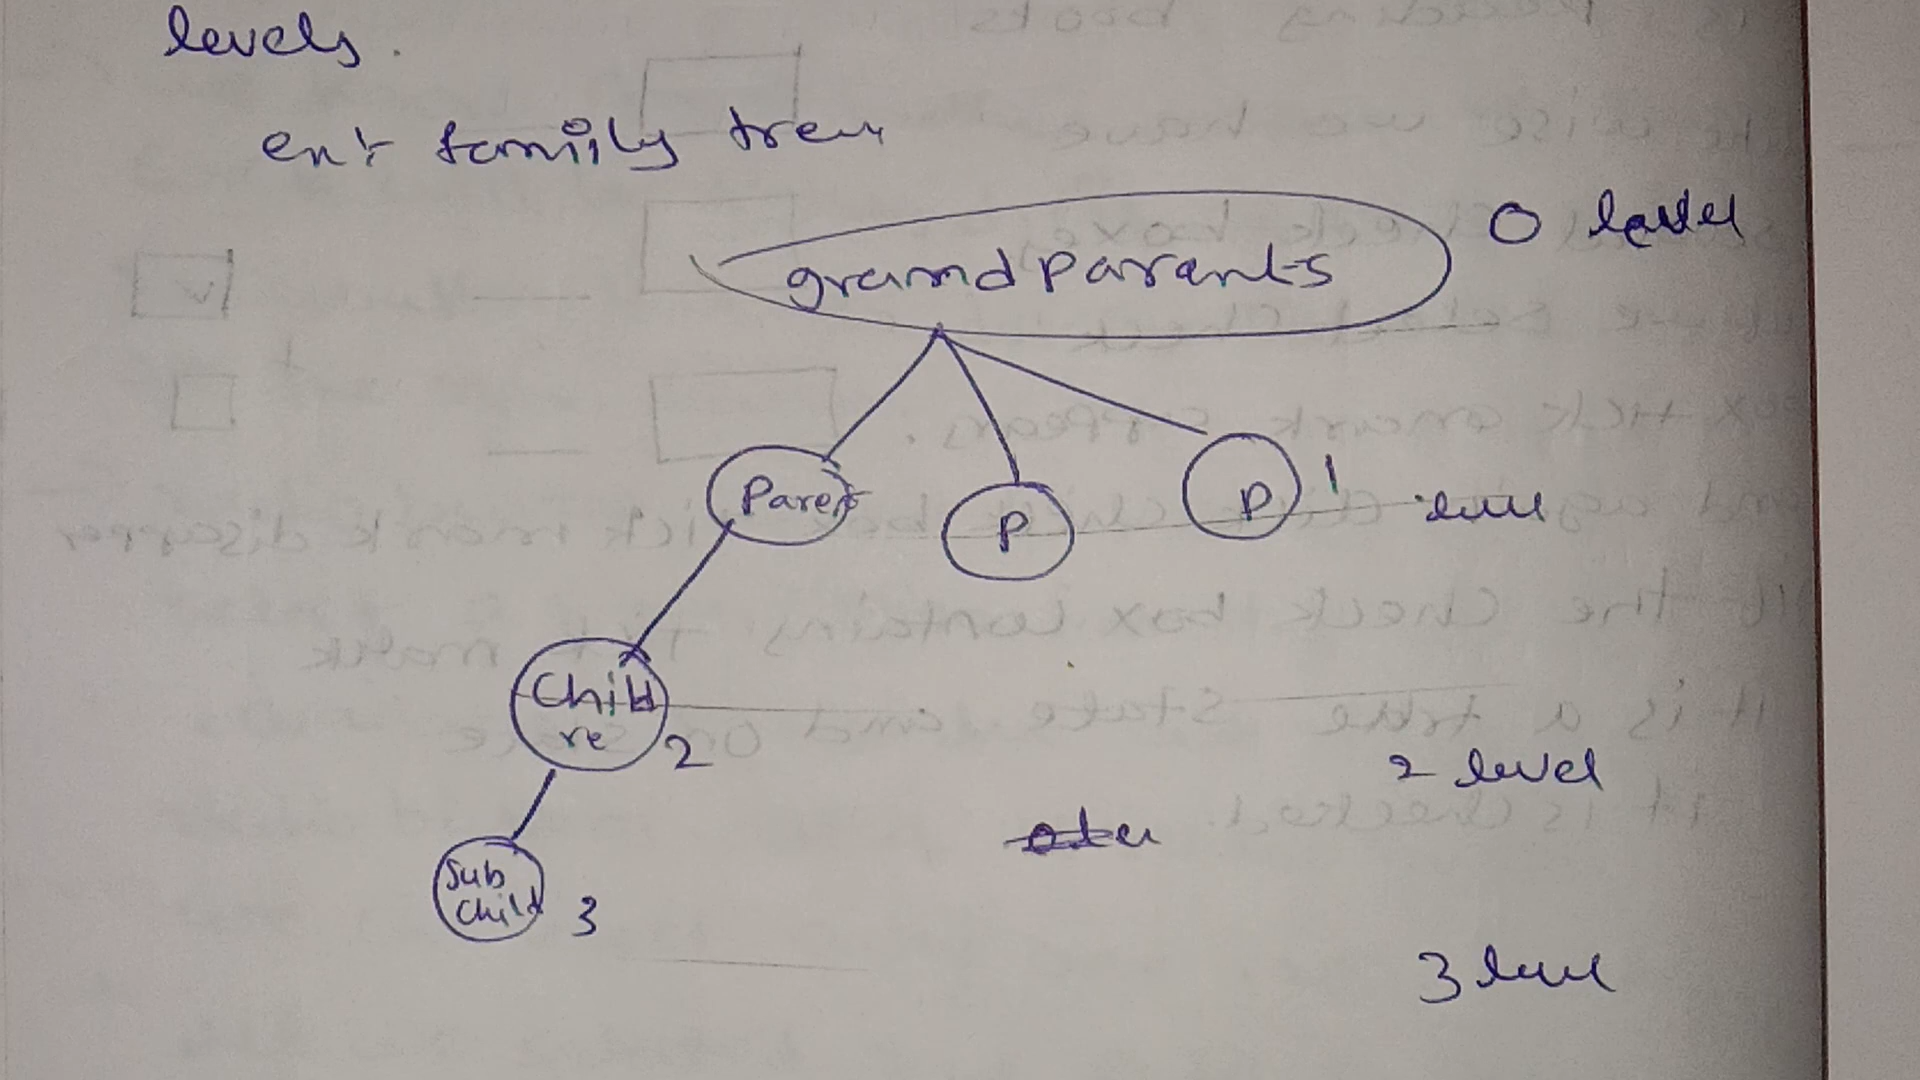 levels.
ex:- family tree
0 level
grand parents
Parent P P 1 level
Child
re 2
2 level
Sub
Child 3
3 level